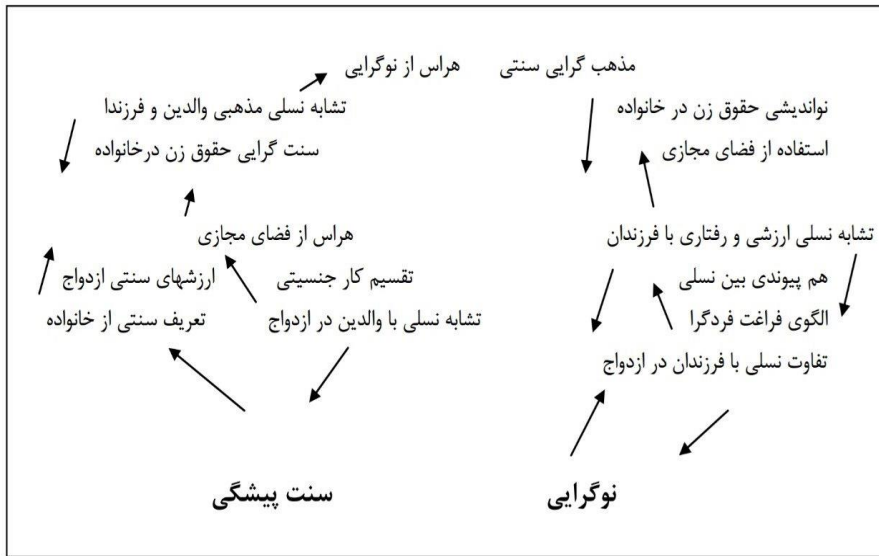 مذهب گرایی سنتی    هراس از نوگرایی
نواندیشی حقوق زن در خانواده    تشابه نسلی مذهبی والدین و فرزندا
استفاده از فضای مجازی    سنت گرایی حقوق زن درخانواده
تشابه نسلی ارزشی و رفتاری با فرزندان    هراس از فضای مجازی
هم پیوندی بین نسلی    تقسیم کار جنسیتی    ارزشهای سنتی ازدواج
الگوی فراغت فردگرا    تشابه نسلی با والدین در ازدواج    تعریف سنتی از خانواده
تفاوت نسلی با فرزندان در ازدواج
نوگرایی    سنت پیشگی